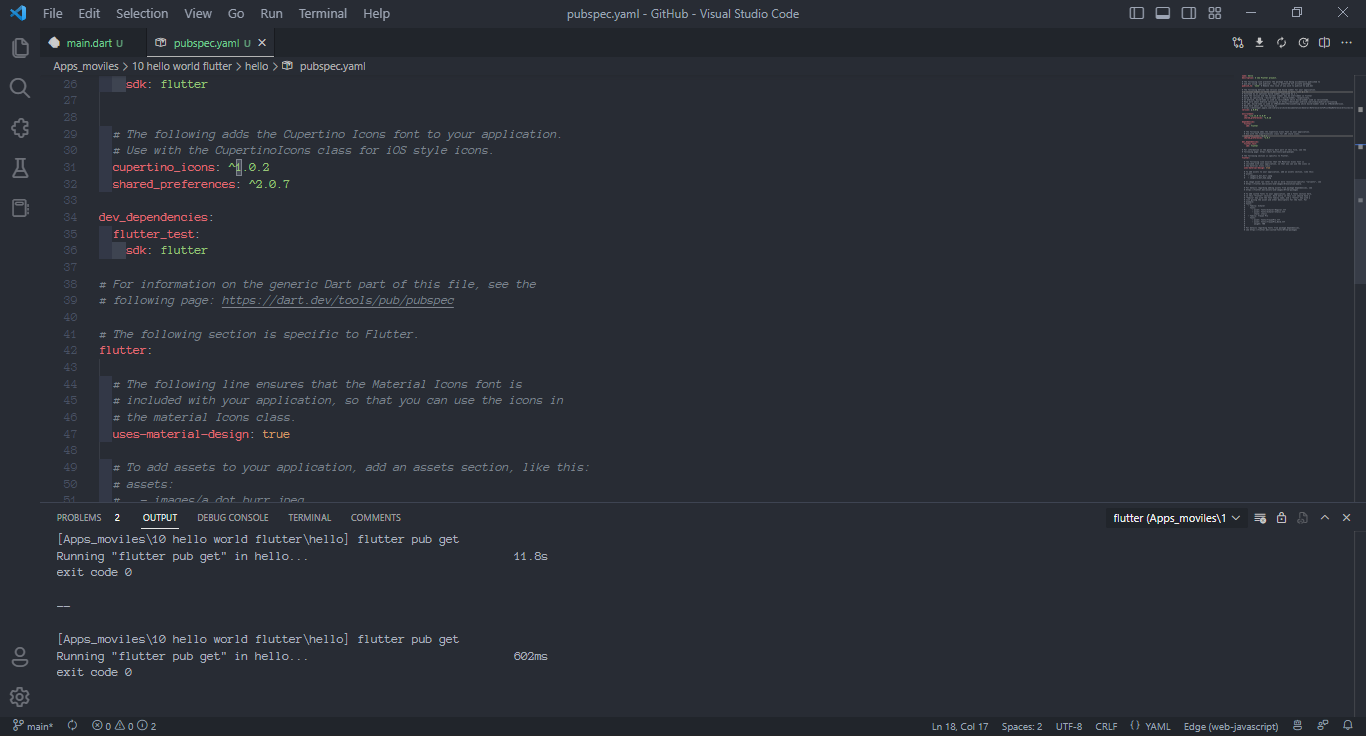 File Edit Selection View Go Run Terminal Help pubspec.yaml - GitHub - Visual Studio Code
main.dart U pubspec.yaml U
Apps_moviles > 10 hello world flutter > hello > pubspec.yaml
26 sdk: flutter
27
28
29 # The following adds the Cupertino Icons font to your application.
30 # Use with the CupertinoIcons class for iOS style icons.
31 cupertino_icons: ^1.0.2
32 shared_preferences: ^2.0.7
33
34 dev_dependencies:
35 flutter_test:
36 sdk: flutter
37
38 # For information on the generic Dart part of this file, see the
39 # following page: https://dart.dev/tools/pub/pubspec
40
41 # The following section is specific to Flutter.
42 flutter:
43
44 # The following line ensures that the Material Icons font is
45 # included with your application, so that you can use the icons in
46 # the material Icons class.
47 uses-material-design: true
48
49 # To add assets to your application, add an assets section, like this:
50 # assets:
51 # - images/a_dot_burr.jpeg
PROBLEMS 2 OUTPUT DEBUG CONSOLE TERMINAL COMMENTS flutter (Apps_moviles\1
[Apps_moviles\10 hello world flutter\hello] flutter pub get
Running "flutter pub get" in hello... 11.8s
exit code 0
--
[Apps_moviles\10 hello world flutter\hello] flutter pub get
Running "flutter pub get" in hello... 602ms
exit code 0
main* 0 0 2 Ln 18, Col 17 Spaces: 2 UTF-8 CRLF {} YAML Edge (web-javascript)